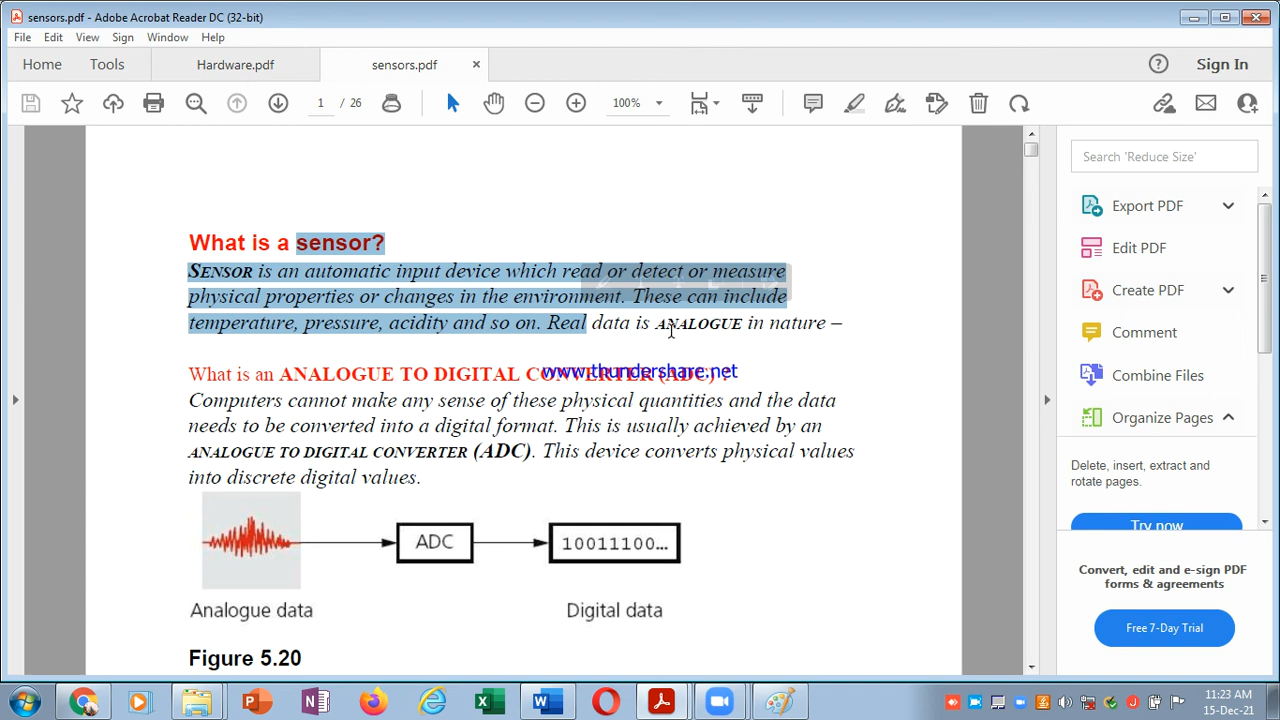 sensors.pdf - Adobe Acrobat Reader DC (32-bit)
File Edit View Sign Window Help
Home Tools Hardware.pdf sensors.pdf × Sign In
1 / 26 100%
Search 'Reduce Size'
Export PDF
Edit PDF
Create PDF
Comment
Combine Files
Organize Pages
Delete, insert, extract and
rotate pages.
Try now
Convert, edit and e-sign PDF
forms & agreements
Free 7-Day Trial
What is a sensor?
SENSOR is an automatic input device which read or detect or measure
physical properties or changes in the environment. These can include
temperature, pressure, acidity and so on. Real data is ANALOGUE in nature –
What is an ANALOGUE TO DIGITAL CONVERTER (ADC) ?
www.thundershare.net
Computers cannot make any sense of these physical quantities and the data
needs to be converted into a digital format. This is usually achieved by an
ANALOGUE TO DIGITAL CONVERTER (ADC). This device converts physical values
into discrete digital values.
ADC 10011100...
Analogue data Digital data
Figure 5.20
11:23 AM
15-Dec-21